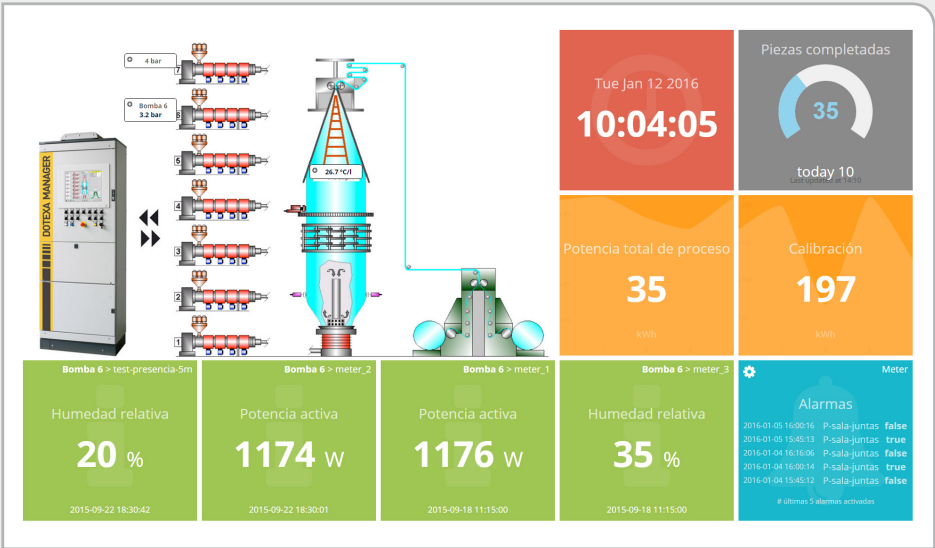 4 bar
7
Bomba 6
3.2 bar
6
5
4
3
2
1
DOTEXA MANAGER
26.7 °C/l
Tue Jan 12 2016
10:04:05
Piezas completadas
35
today 10
Last updated at 14:10
Potencia total de proceso
35
kWh
Calibración
197
kWh
Bomba 6 > test-presencia-5m
Humedad relativa
20 %
2015-09-22 18:30:42
Bomba 6 > meter_2
Potencia activa
1174 W
2015-09-22 18:30:01
Bomba 6 > meter_1
Potencia activa
1176 W
2015-09-18 11:15:00
Bomba 6 > meter_3
Humedad relativa
35 %
2015-09-18 11:15:00
Meter
Alarmas
2016-01-05 16:00:16 P-sala-juntas false
2016-01-05 15:45:13 P-sala-juntas true
2016-01-04 16:16:06 P-sala-juntas false
2016-01-04 16:00:14 P-sala-juntas true
2016-01-04 15:45:12 P-sala-juntas false
# últimas 5 alarmas activadas